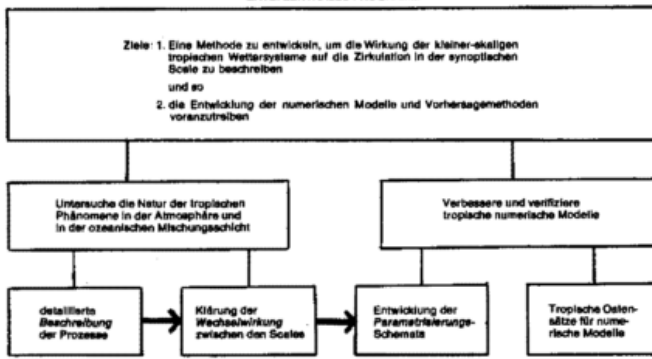 Ziele: 1. Eine Methode zu entwickeln, um die Wirkung der kleiner-skaligen
tropischen Wettersysteme auf die Zirkulation in der synoptischen
Scale zu beschreiben
und so
2. die Entwicklung der numerischen Modelle und Vorhersagemethoden
voranzutreiben
Untersuche die Natur der tropischen
Phänomene in der Atmosphäre und
in der ozeanischen Mischungsschicht
Verbessere und verifiziere
tropische numerische Modelle
detaillierte
Beschreibung
der Prozesse
Klärung der
Wechselwirkung
zwischen den Scales
Entwicklung der
Parametrisierungs-
Schemata
Tropische Daten-
sätze für nume-
rische Modelle